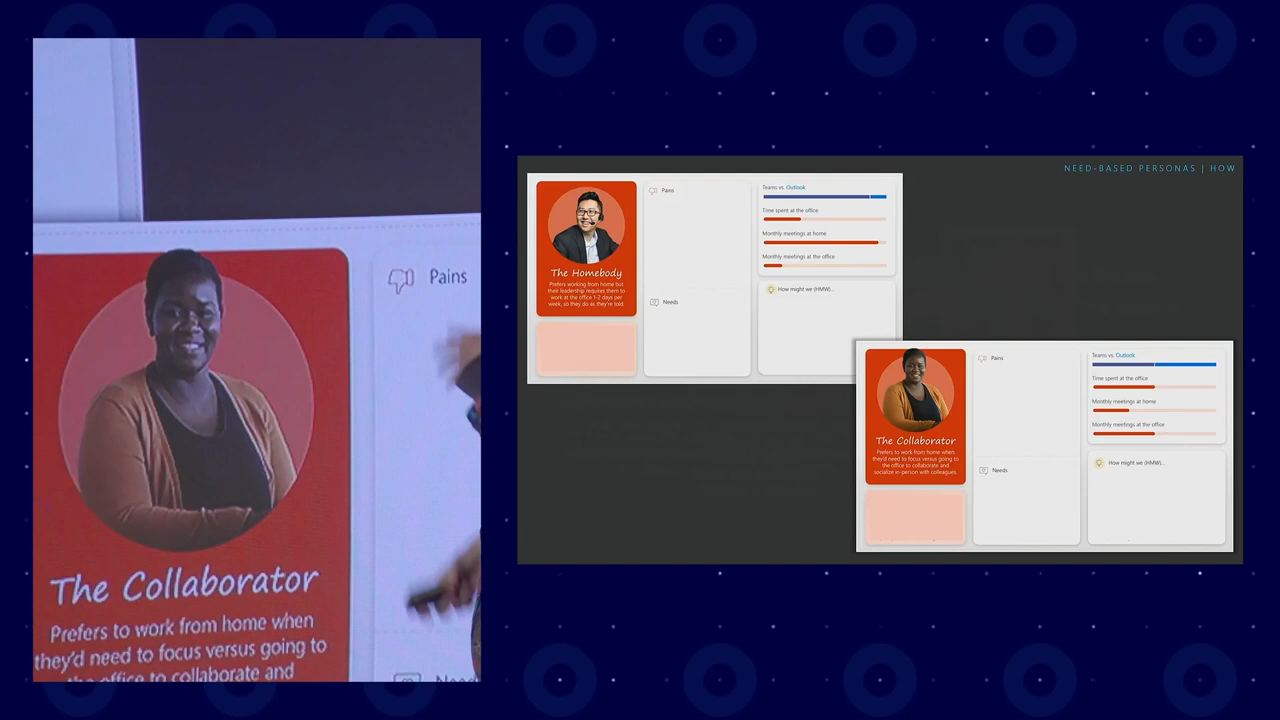 Pains
The Collaborator
Prefers to work from home when
they'd need to focus versus going to
the office to collaborate and
Needs
NEED-BASED PERSONAS | HOW
The Homebody
Prefers working from home but
their leadership requires them to
work at the office 1-2 days per
week, so they do as they're told.
Pains
Needs
Teams vs. Outlook
Time spent at the office
Monthly meetings at home
Monthly meetings at the office
How might we (HMW)...
The Collaborator
Prefers to work from home when
they'd need to focus versus going to
the office to collaborate and
socialize in-person with colleagues.
Pains
Needs
Teams vs. Outlook
Time spent at the office
Monthly meetings at home
Monthly meetings at the office
How might we (HMW)...